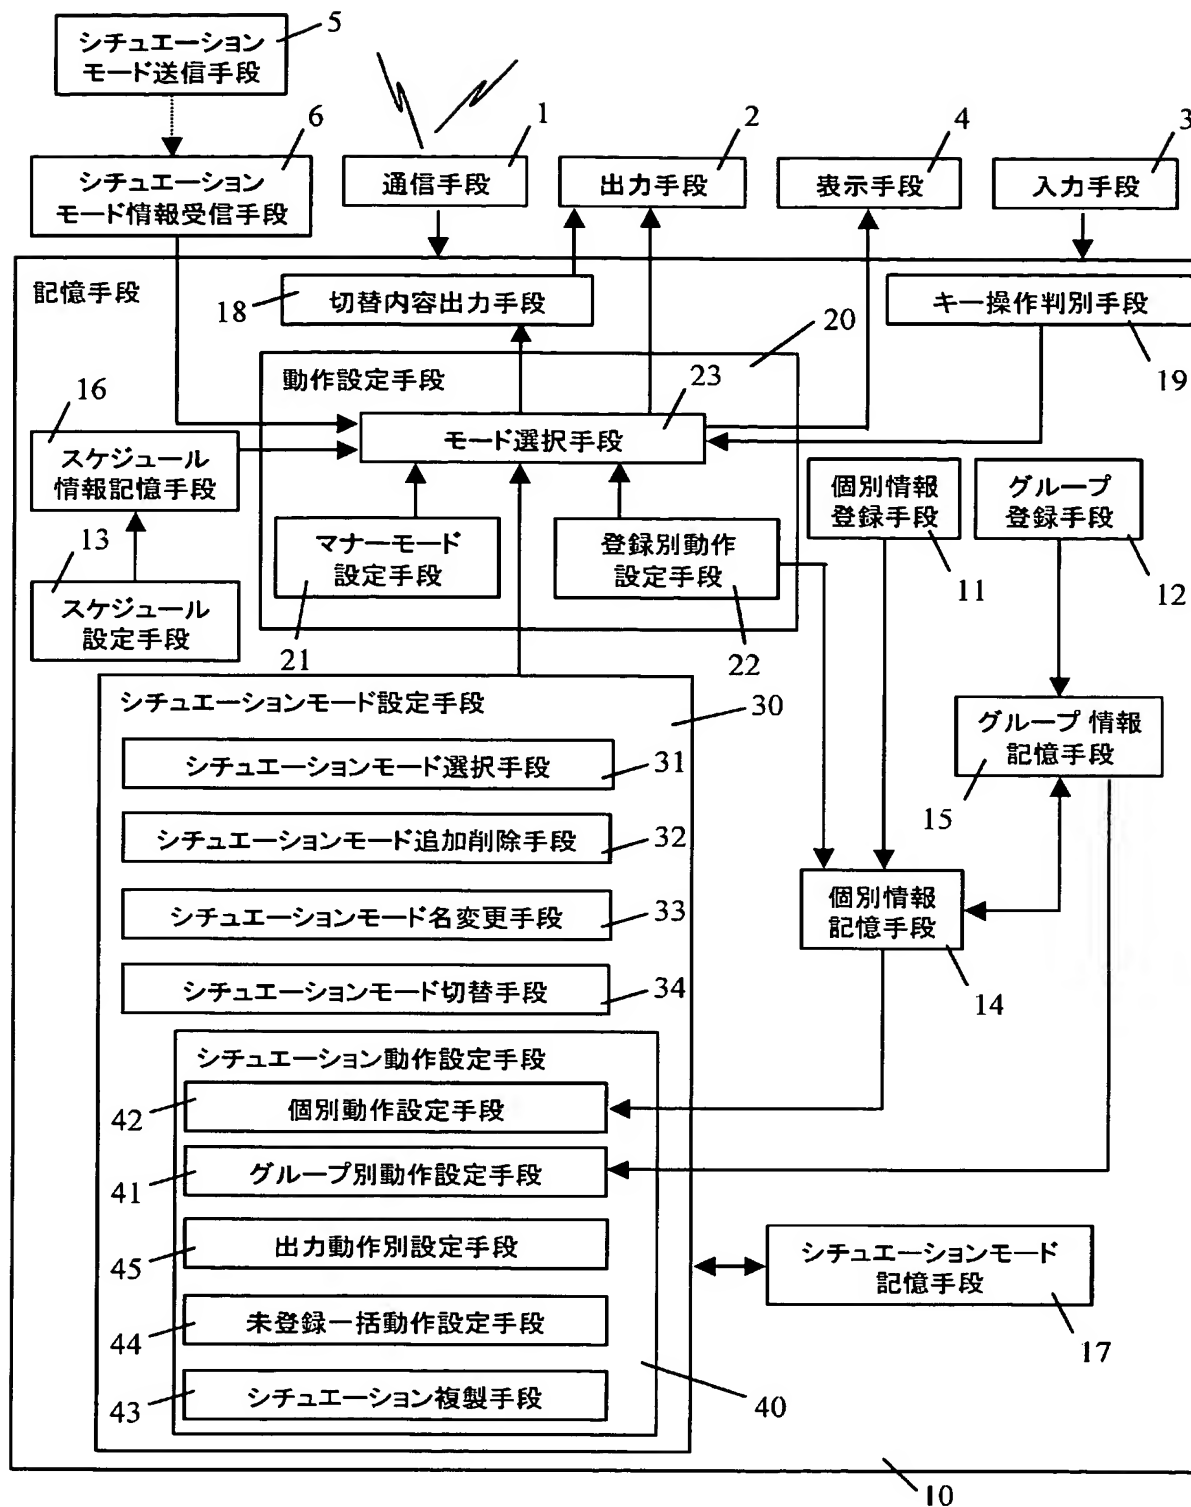 シチュエーション
モード送信手段
5
シチュエーション
モード情報受信手段
6
通信手段
1
出力手段
2
表示手段
4
入力手段
3
記憶手段
18
切替内容出力手段
20
キー操作判別手段
19
動作設定手段
23
モード選択手段
16
スケジュール
情報記憶手段
13
スケジュール
設定手段
マナーモード
設定手段
21
登録別動作
設定手段
22
個別情報
登録手段
11
グループ
登録手段
12
シチュエーションモード設定手段
30
シチュエーションモード選択手段
31
シチュエーションモード追加削除手段
32
シチュエーションモード名変更手段
33
シチュエーションモード切替手段
34
グループ情報
記憶手段
15
個別情報
記憶手段
14
シチュエーション動作設定手段
42
個別動作設定手段
41
グループ別動作設定手段
45
出力動作別設定手段
44
未登録一括動作設定手段
43
シチュエーション複製手段
40
シチュエーションモード
記憶手段
17
10